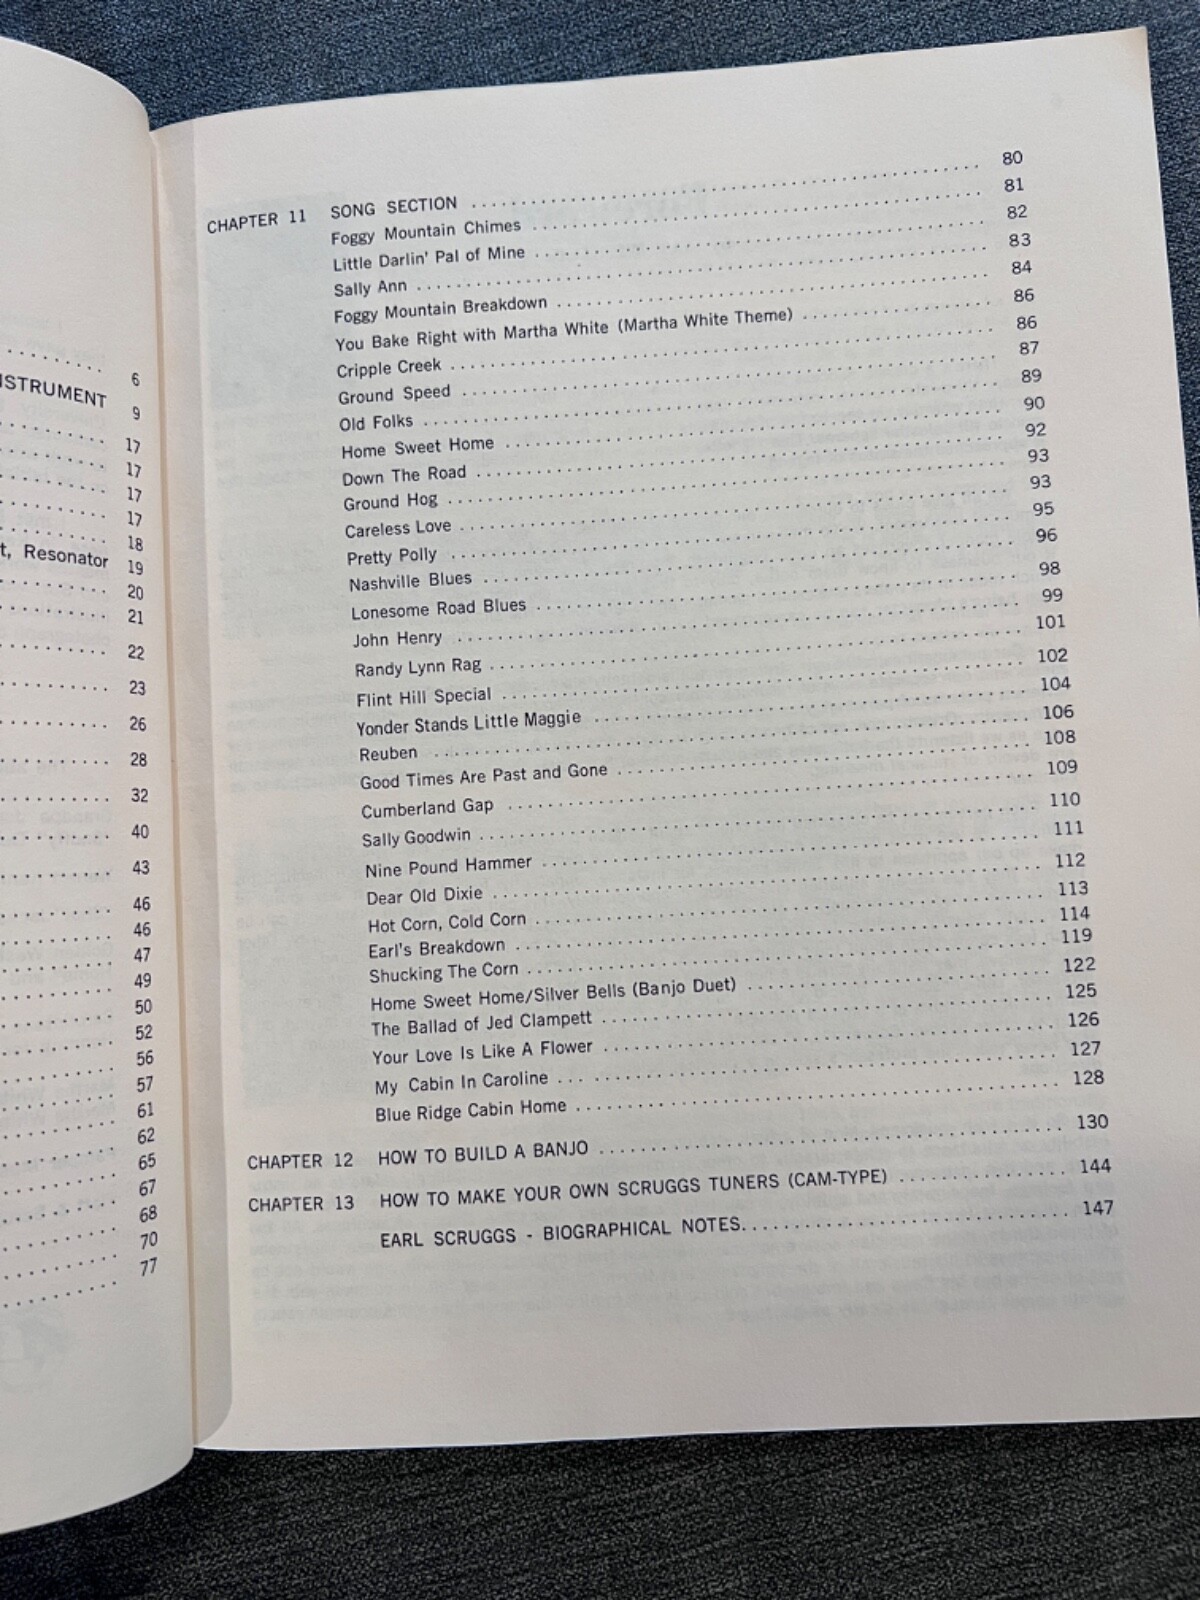 6
NSTRUMENT
9
17
17
17
17
18
t, Resonator 19
20
21
22
23
26
28
32
40
43
46
46
47
49
50
52
56
57
61
62
65
67
68
70
77
CHAPTER 11 SONG SECTION 80
Foggy Mountain Chimes 81
Little Darlin' Pal of Mine 82
Sally Ann 83
Foggy Mountain Breakdown 84
You Bake Right with Martha White (Martha White Theme) 86
Cripple Creek 86
Ground Speed 87
Old Folks 89
Home Sweet Home 90
Down The Road 92
Ground Hog 93
Careless Love 93
Pretty Polly 95
Nashville Blues 96
Lonesome Road Blues 98
John Henry 99
Randy Lynn Rag 101
Flint Hill Special 102
Yonder Stands Little Maggie 104
Reuben 106
Good Times Are Past and Gone 108
Cumberland Gap 109
Sally Goodwin 110
Nine Pound Hammer 111
Dear Old Dixie 112
Hot Corn, Cold Corn 113
Earl's Breakdown 114
Shucking The Corn 119
Home Sweet Home/Silver Bells (Banjo Duet) 122
The Ballad of Jed Clampett 125
Your Love Is Like A Flower 126
My Cabin In Caroline 127
Blue Ridge Cabin Home 128
CHAPTER 12 HOW TO BUILD A BANJO 130
CHAPTER 13 HOW TO MAKE YOUR OWN SCRUGGS TUNERS (CAM-TYPE) 144
EARL SCRUGGS - BIOGRAPHICAL NOTES 147